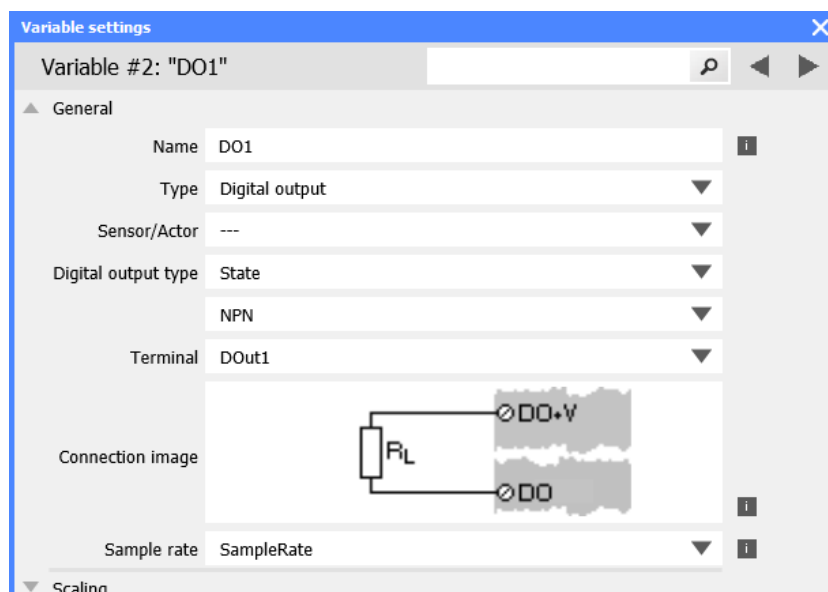 Variable settings
Variable #2: "DO1"
General
Name DO1 i
Type Digital output
Sensor/Actor ---
Digital output type State
NPN
Terminal DOut1
DO+V
RL
Connection image
DO
i
Sample rate SampleRate i
Scaling